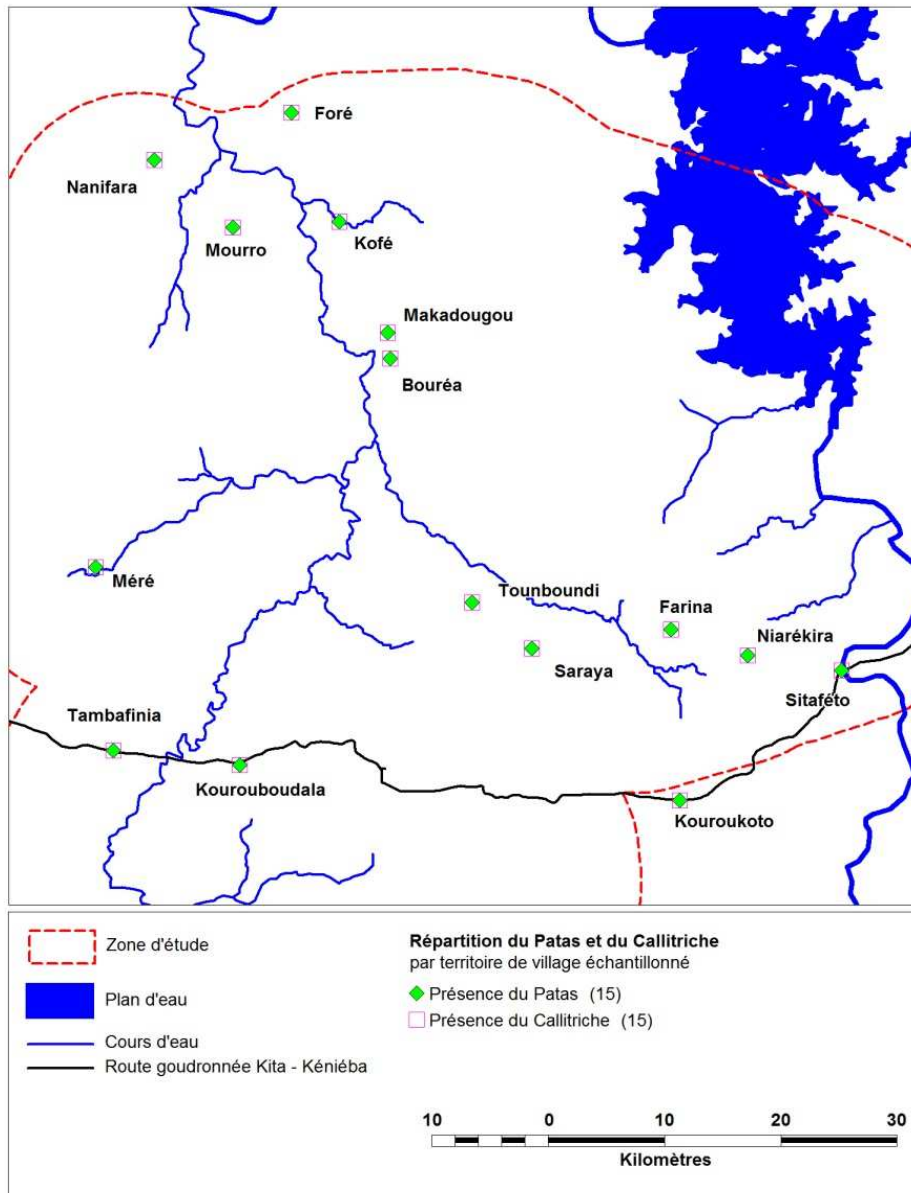 Foré
Nanifara
Mourro
Kofé
Makadougou
Bouréa
Méré
Tounboundi
Farina
Niarékira
Saraya
Sitaféto
Tambafinia
Kourouboudala
Kouroukoto
Zone d'étude
Plan d'eau
Cours d'eau
Route goudronnée Kita - Kéniéba
Répartition du Patas et du Callitriche
par territoire de village échantillonné
Présence du Patas (15)
Présence du Callitriche (15)
10 0 10 20 30
Kilomètres